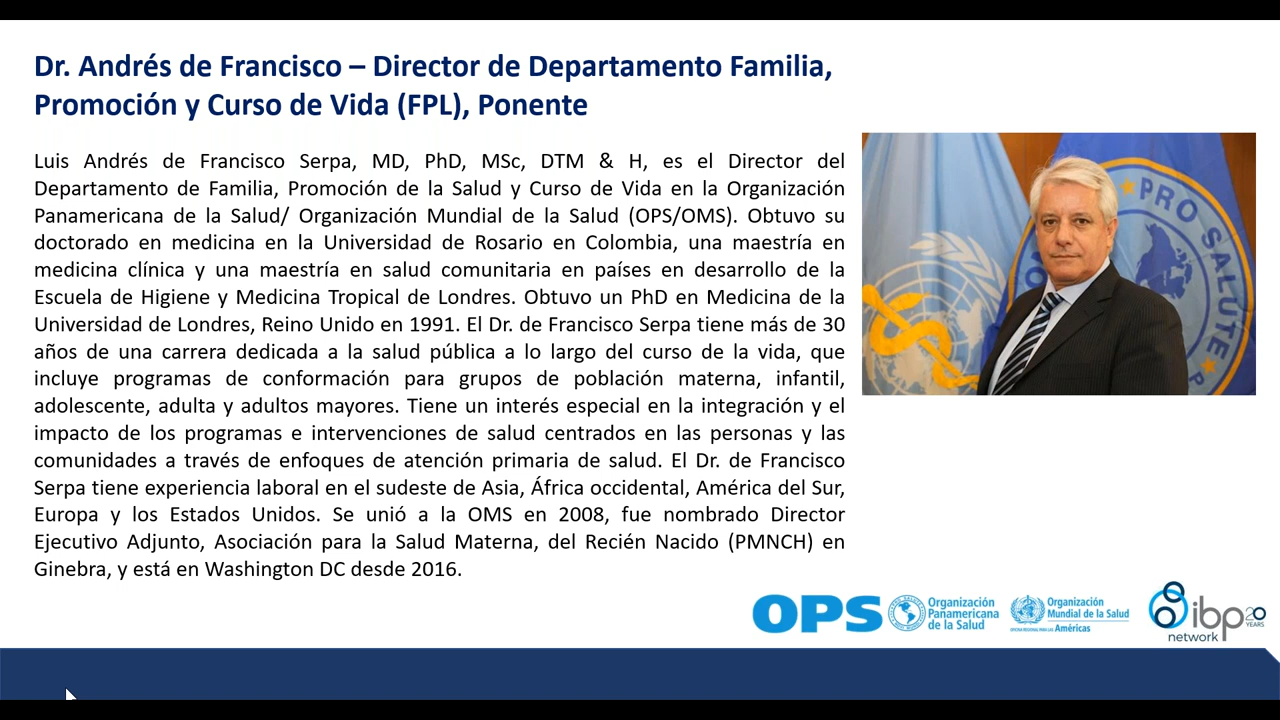 Dr. Andrés de Francisco – Director de Departamento Familia,
Promoción y Curso de Vida (FPL), Ponente
Luis Andrés de Francisco Serpa, MD, PhD, MSc, DTM & H, es el Director del
Departamento de Familia, Promoción de la Salud y Curso de Vida en la Organización
Panamericana de la Salud/ Organización Mundial de la Salud (OPS/OMS). Obtuvo su
doctorado en medicina en la Universidad de Rosario en Colombia, una maestría en
medicina clínica y una maestría en salud comunitaria en países en desarrollo de la
Escuela de Higiene y Medicina Tropical de Londres. Obtuvo un PhD en Medicina de la
Universidad de Londres, Reino Unido en 1991. El Dr. de Francisco Serpa tiene más de 30
años de una carrera dedicada a la salud pública a lo largo del curso de la vida, que
incluye programas de conformación para grupos de población materna, infantil,
adolescente, adulta y adultos mayores. Tiene un interés especial en la integración y el
impacto de los programas e intervenciones de salud centrados en las personas y las
comunidades a través de enfoques de atención primaria de salud. El Dr. de Francisco
Serpa tiene experiencia laboral en el sudeste de Asia, África occidental, América del Sur,
Europa y los Estados Unidos. Se unió a la OMS en 2008, fue nombrado Director
Ejecutivo Adjunto, Asociación para la Salud Materna, del Recién Nacido (PMNCH) en
Ginebra, y está en Washington DC desde 2016.
PRO SALUTE
OPS
Organización
Panamericana
de la Salud
Organización
Mundial de la Salud
OFICINA REGIONAL PARA LAS Américas
ibp
network
20
YEARS